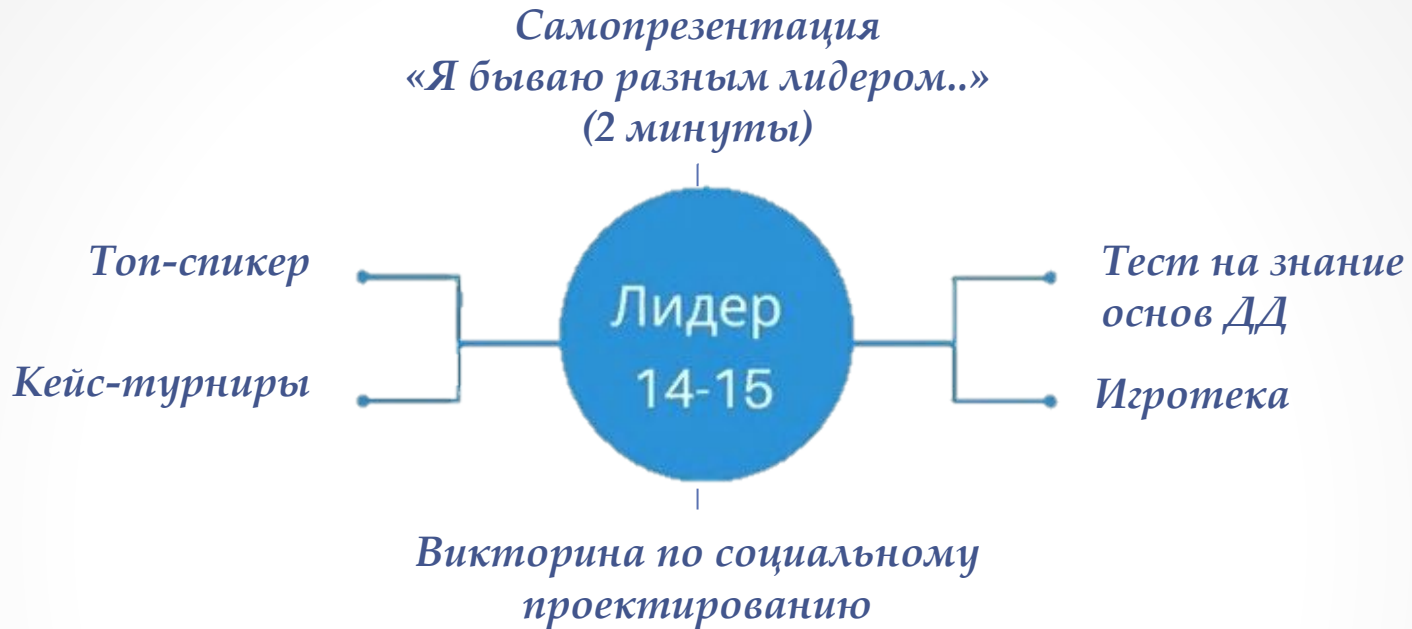 Самопрезентация
«Я бываю разным лидером..»
(2 минуты)
Топ-спикер
Кейс-турниры
Лидер
14-15
Тест на знание
основ ДД
Игротека
Викторина по социальному
проектированию